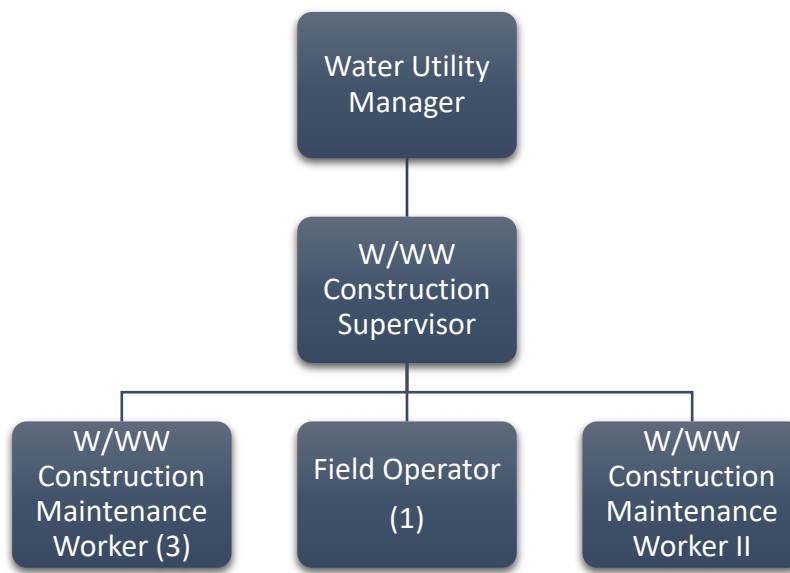 Water Utility
Manager
W/WW
Construction
Supervisor
W/WW
Construction
Maintenance
Worker (3)
Field Operator
(1)
W/WW
Construction
Maintenance
Worker II